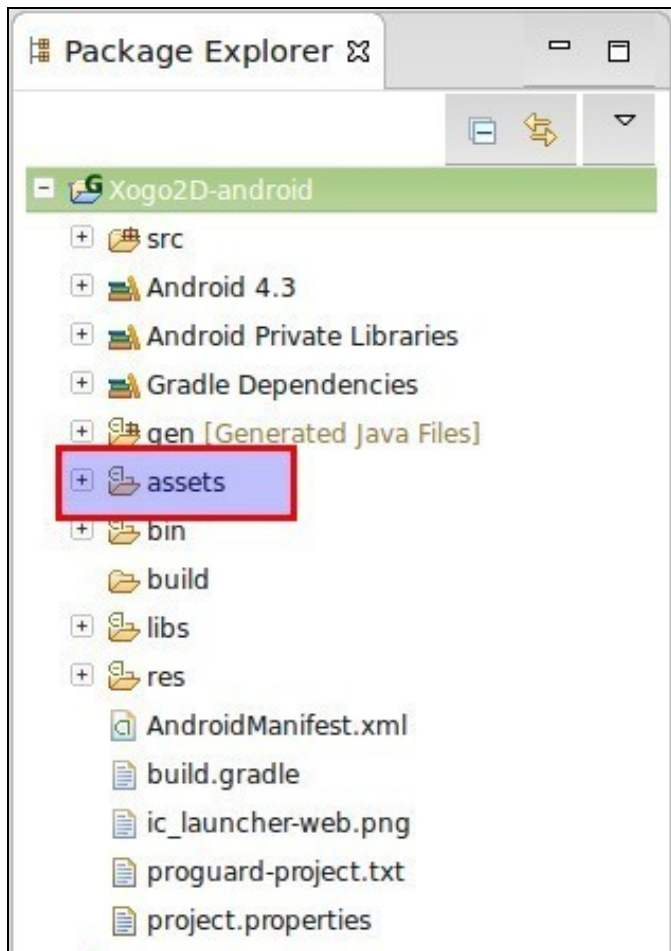 Package Explorer
Xogo2D-android
src
Android 4.3
Android Private Libraries
Gradle Dependencies
gen [Generated Java Files]
assets
bin
build
libs
res
AndroidManifest.xml
build.gradle
ic_launcher-web.png
proguard-project.txt
project.properties